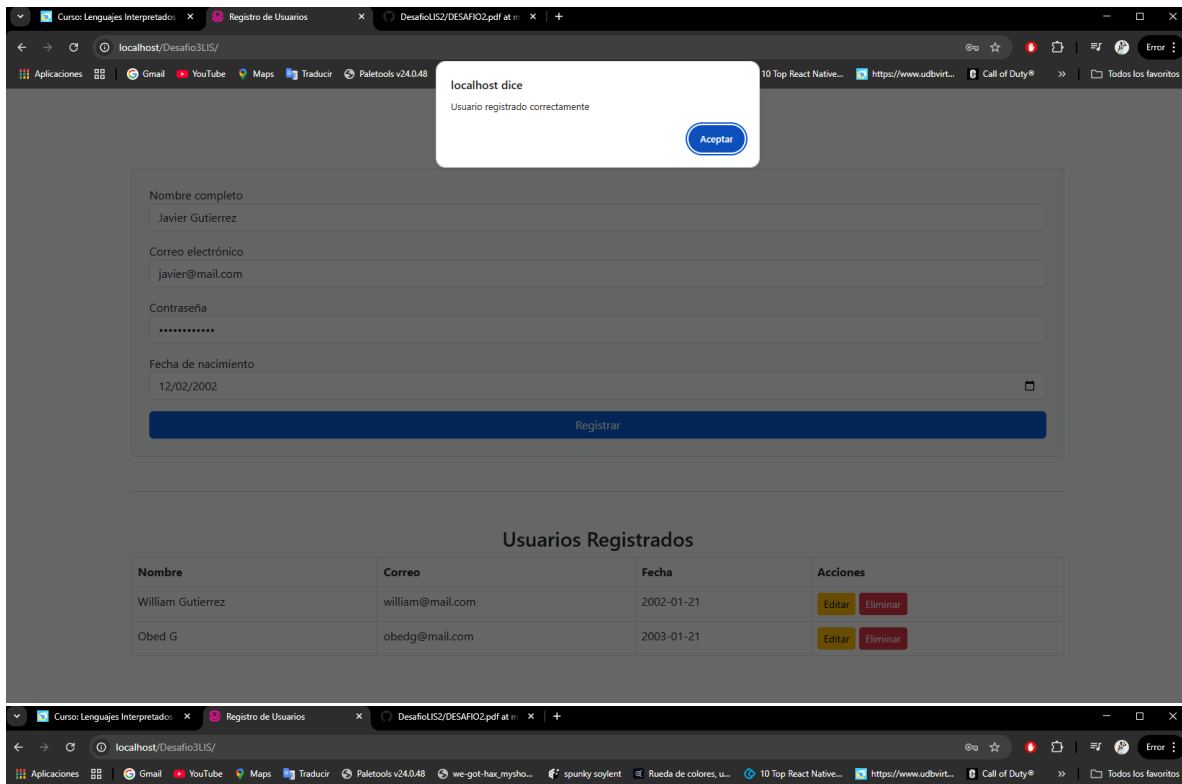 Curso: Lenguajes Interpretados
Registro de Usuarios
DesafioLIS2/DESAFIO2.pdf at m
localhost/Desafio3LIS/
Error
Aplicaciones
Gmail
YouTube
Maps
Traducir
Paletools v24.0.48
10 Top React Native...
https://www.udbvirt...
Call of Duty®
Todos los favoritos
localhost dice
Usuario registrado correctamente
Aceptar
Nombre completo
Javier Gutierrez
Correo electrónico
javier@mail.com
Contraseña
••••••••••••
Fecha de nacimiento
12/02/2002
Registrar
Usuarios Registrados
Nombre Correo Fecha Acciones
William Gutierrez william@mail.com 2002-01-21 Editar Eliminar
Obed G obedg@mail.com 2003-01-21 Editar Eliminar
Curso: Lenguajes Interpretados
Registro de Usuarios
DesafioLIS2/DESAFIO2.pdf at m
localhost/Desafio3LIS/
Error
Aplicaciones
Gmail
YouTube
Maps
Traducir
Paletools v24.0.48
we-got-hax_mysho...
spunky soylent
Rueda de colores, u...
10 Top React Native...
https://www.udbvirt...
Call of Duty®
Todos los favoritos